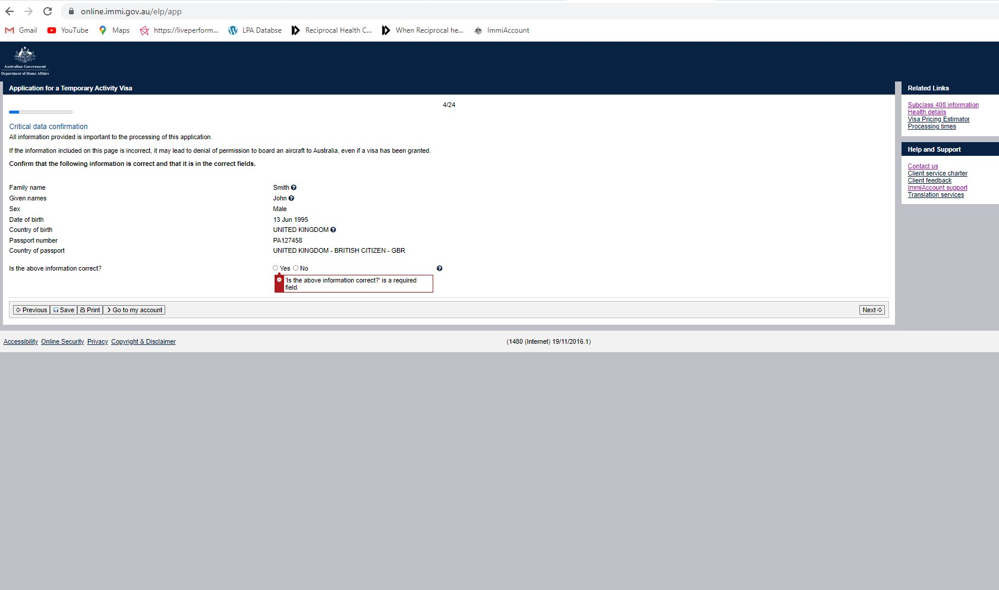 online.immi.gov.au/elp/app
Gmail YouTube Maps https://liveperform... LPA Databse Reciprocal Health C... When Reciprocal he... ImmiAccount
Australian Government
Department of Home Affairs
Application for a Temporary Activity Visa
4/24
Critical data confirmation
All information provided is important to the processing of this application.
If the information included on this page is incorrect, it may lead to denial of permission to board an aircraft to Australia, even if a visa has been granted.
Confirm that the following information is correct and that it is in the correct fields.
Family name Smith
Given names John
Sex Male
Date of birth 13 Jun 1995
Country of birth UNITED KINGDOM
Passport number PA127458
Country of passport UNITED KINGDOM - BRITISH CITIZEN - GBR
Is the above information correct? Yes No
'Is the above information correct?' is a required
field.
Previous Save Print Go to my account Next
Related Links
Subclass 408 information
Health details
Visa Pricing Estimator
Processing times
Help and Support
Contact us
Client service charter
Client feedback
ImmiAccount support
Translation services
Accessibility Online Security Privacy Copyright & Disclaimer (1480 (Internet) 19/11/2016.1)